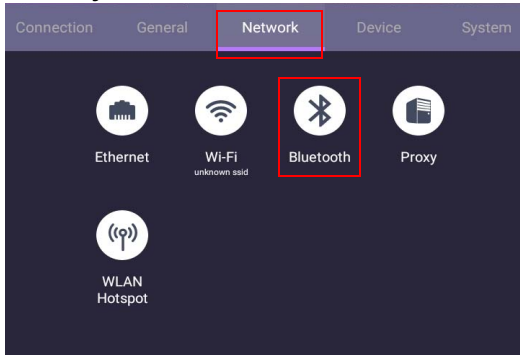 Connection General Network Device System
Ethernet Wi-Fi Bluetooth Proxy
unknown ssid
WLAN
Hotspot